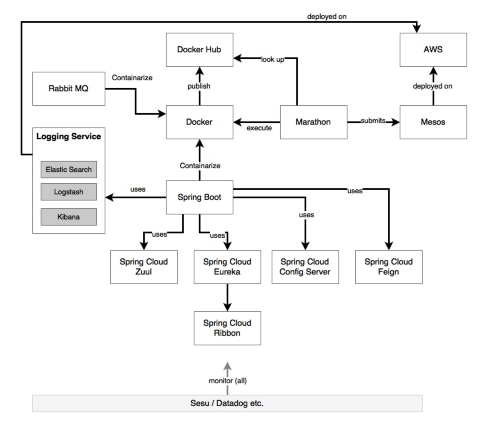 deployed on
Docker Hub
AWS
look up
Rabbit MQ
Containarize
publish
deployed on
Docker
execute
Marathon
submits
Mesos
Logging Service
Elastic Search
Logstash
Kibana
Containarize
uses
Spring Boot
uses
uses
uses
uses
Spring Cloud
Zuul
Spring Cloud
Eureka
Spring Cloud
Config Server
Spring Cloud
Feign
Spring Cloud
Ribbon
monitor (all)
Sesu / Datadog etc.